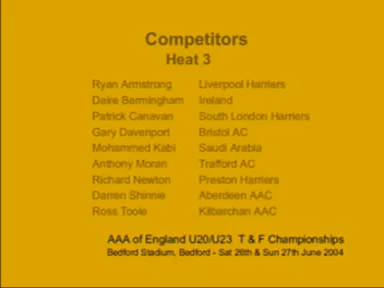 Competitors
Heat 3
Ryan Armstrong Liverpool Harriers
Daire Bermingham Ireland
Patrick Canavan South London Harriers
Gary Davenport Bristol AC
Mohammed Kabi Saudi Arabia
Anthony Moran Trafford AC
Richard Newton Preston Harriers
Darren Shinnie Aberdeen AAC
Ross Toole Kilbarchan AAC
AAA of England U20/U23 T & F Championships
Bedford Stadium, Bedford - Sat 26th & Sun 27th June 2004